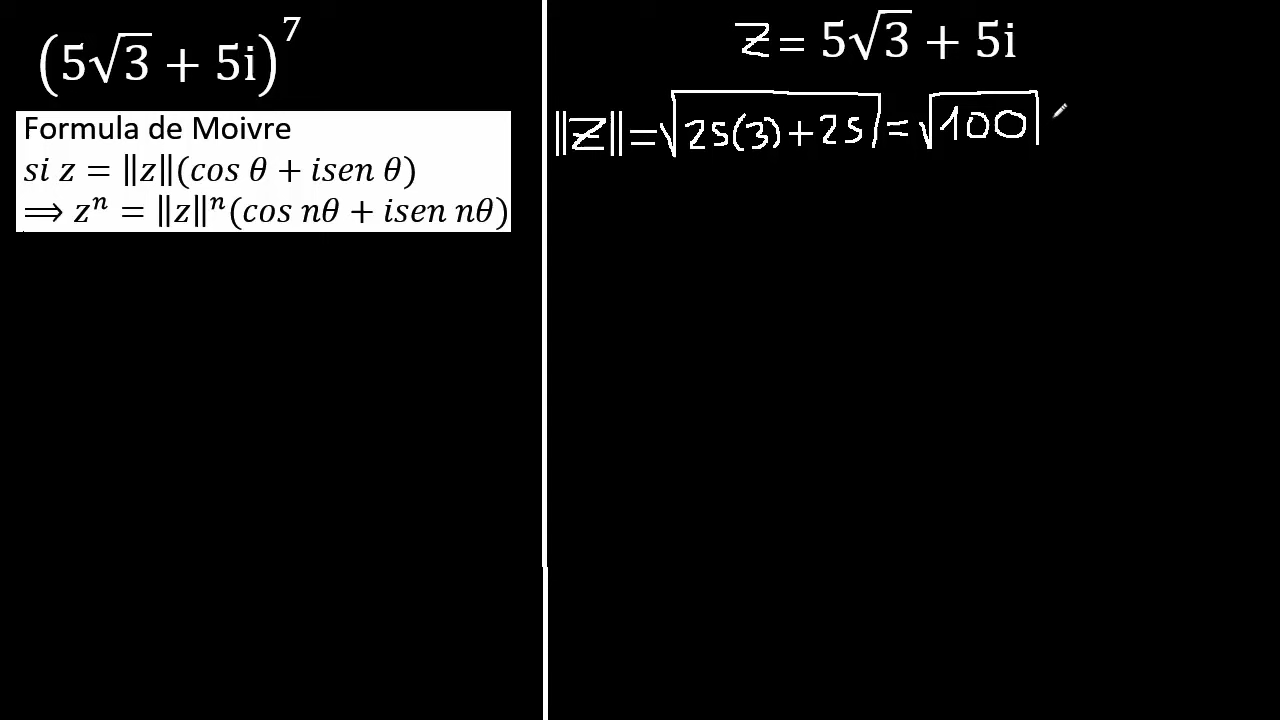 (5√3 + 5i)⁷
Formula de Moivre
si z = ‖z‖(cos θ + isen θ)
⟹ zⁿ = ‖z‖ⁿ(cos nθ + isen nθ)
z = 5√3 + 5i
‖z‖ = √25(3) + 25 = √100